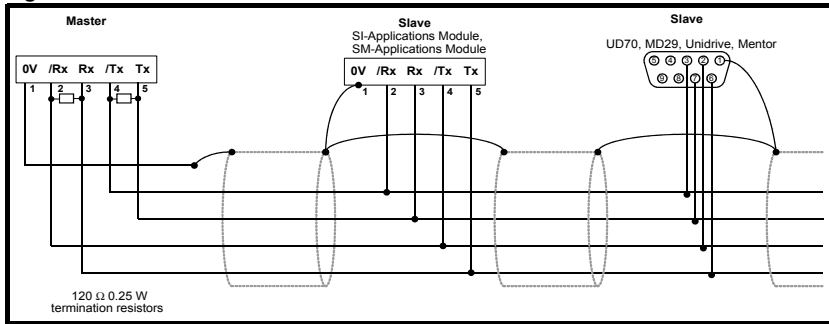 Master
0V /Rx Rx /Tx Tx
1 2 3 4 5
120 Ω 0.25 W
termination resistors
Slave
SI-Applications Module,
SM-Applications Module
0V /Rx Rx /Tx Tx
1 2 3 4 5
Slave
UD70, MD29, Unidrive, Mentor
5 4 3 2 1
9 8 7 6